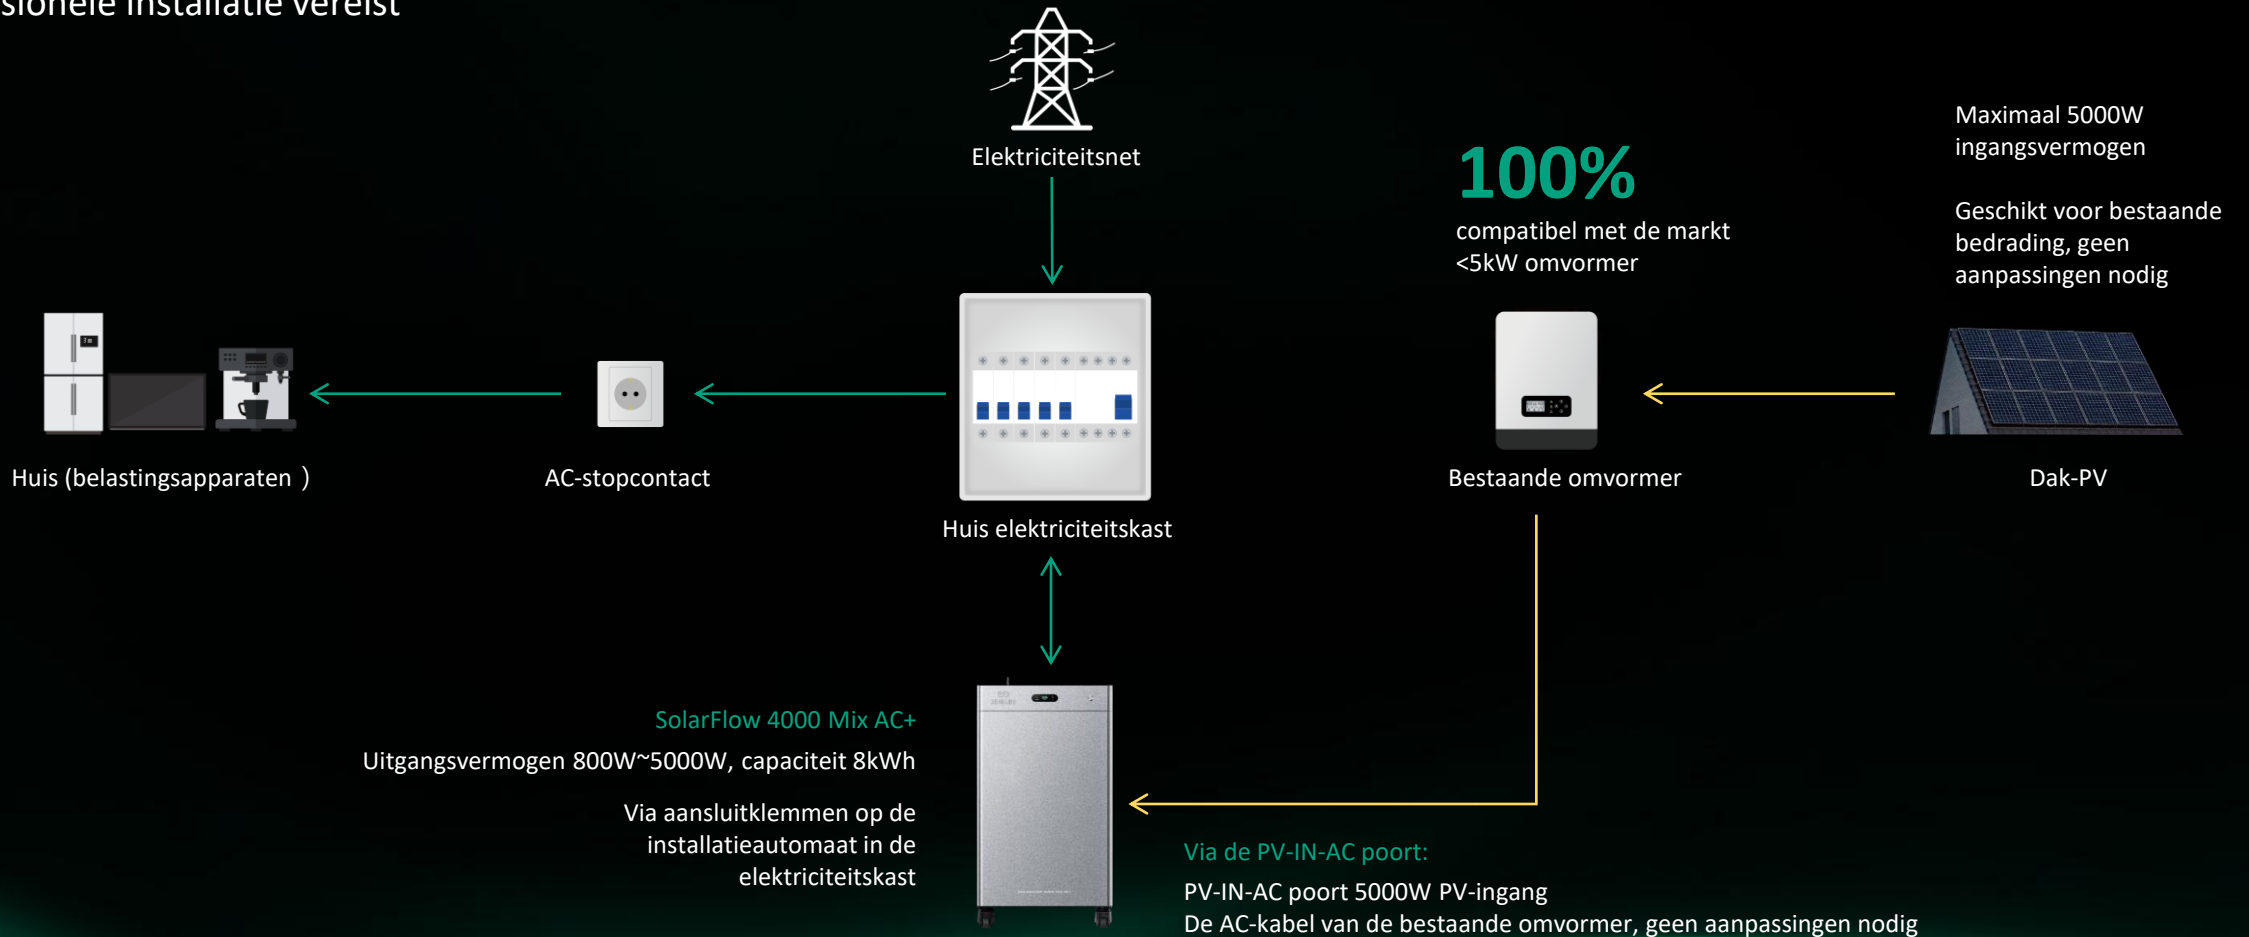 sionele installatie vereist
Elektriciteitsnet
100%
compatibel met de markt
<5kW omvormer
Maximaal 5000W
ingangsvermogen
Geschikt voor bestaande
bedrading, geen
aanpassingen nodig
Huis (belastingsapparaten )
AC-stopcontact
Huis elektriciteitskast
Bestaande omvormer
Dak-PV
SolarFlow 4000 Mix AC+
Uitgangsvermogen 800W~5000W, capaciteit 8kWh
Via aansluitklemmen op de
installatieautomaat in de
elektriciteitskast
Via de PV-IN-AC poort:
PV-IN-AC poort 5000W PV-ingang
De AC-kabel van de bestaande omvormer, geen aanpassingen nodig